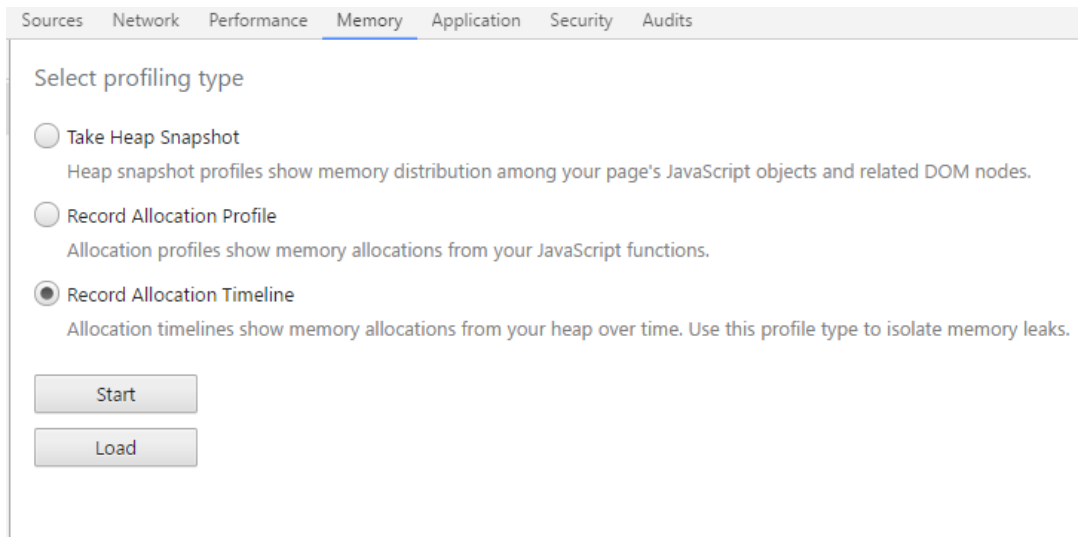 Sources Network Performance Memory Application Security Audits
Select profiling type
Take Heap Snapshot
Heap snapshot profiles show memory distribution among your page's JavaScript objects and related DOM nodes.
Record Allocation Profile
Allocation profiles show memory allocations from your JavaScript functions.
Record Allocation Timeline
Allocation timelines show memory allocations from your heap over time. Use this profile type to isolate memory leaks.
Start
Load